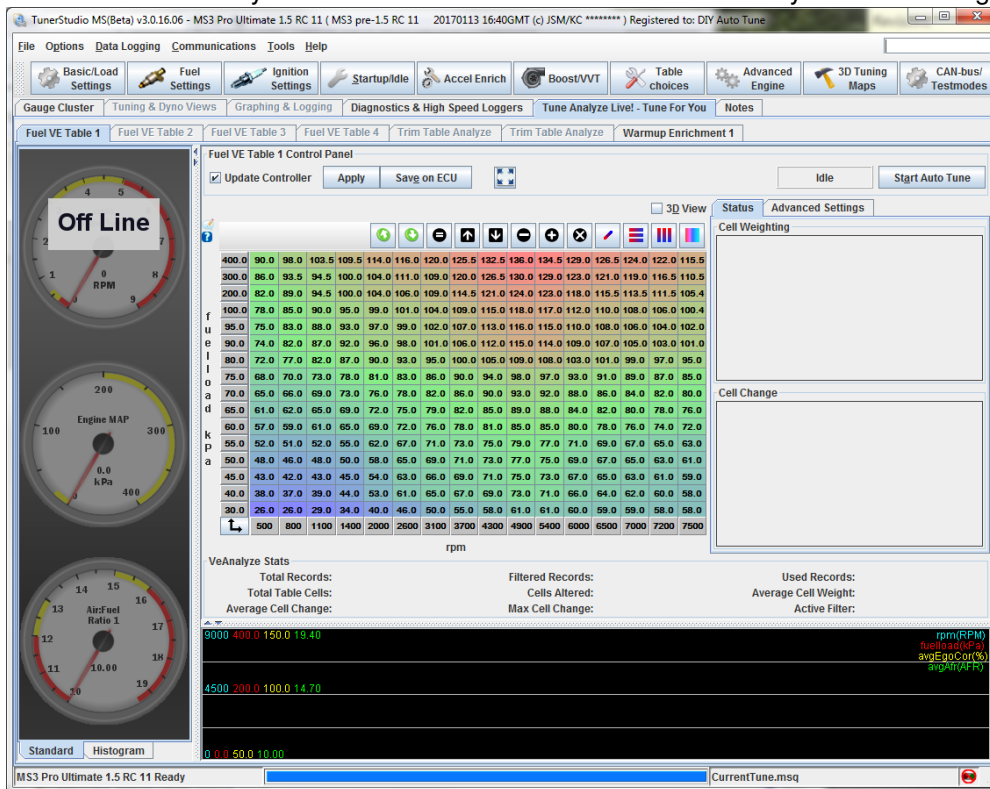 TunerStudio MS(Beta) v3.0.16.06 - MS3 Pro Ultimate 1.5 RC 11 ( MS3 pre-1.5 RC 11 20170113 16:40GMT (c) JSM/KC ******** ) Registered to: DIY Auto Tune
File Options Data Logging Communications Tools Help
Basic/Load Settings Fuel Settings Ignition Settings Startup/Idle Accel Enrich Boost/VVT Table choices Advanced Engine 3D Tuning Maps CAN-bus/ Testmodes
Gauge Cluster Tuning & Dyno Views Graphing & Logging Diagnostics & High Speed Loggers Tune Analyze Live! - Tune For You Notes
Fuel VE Table 1 Fuel VE Table 2 Fuel VE Table 3 Fuel VE Table 4 Trim Table Analyze Trim Table Analyze Warmup Enrichment 1
Fuel VE Table 1 Control Panel
Update Controller Apply Save on ECU Idle Start Auto Tune
3D View Status Advanced Settings
Cell Weighting
400.0 90.0 98.0 103.5 109.5 114.0 116.0 120.0 125.5 132.5 136.0 134.5 129.0 126.5 124.0 122.0 115.5
300.0 86.0 93.5 94.5 100.0 104.0 111.0 109.0 120.0 126.5 130.0 129.0 123.0 121.0 119.0 116.5 110.5
200.0 82.0 89.0 94.5 100.0 104.0 106.0 109.0 114.5 121.0 124.0 123.0 118.0 115.5 113.5 111.5 105.4
100.0 78.0 85.0 90.0 95.0 99.0 101.0 104.0 109.0 115.0 118.0 117.0 112.0 110.0 108.0 106.0 100.4
95.0 75.0 83.0 88.0 93.0 97.0 99.0 102.0 107.0 113.0 116.0 115.0 110.0 108.0 106.0 104.0 102.0
90.0 74.0 82.0 87.0 92.0 96.0 98.0 101.0 106.0 112.0 115.0 114.0 109.0 107.0 105.0 103.0 101.0
80.0 72.0 77.0 82.0 87.0 90.0 93.0 95.0 100.0 105.0 109.0 108.0 103.0 101.0 99.0 97.0 95.0
75.0 68.0 70.0 73.0 78.0 81.0 83.0 86.0 90.0 94.0 98.0 97.0 93.0 91.0 89.0 87.0 85.0
70.0 65.0 66.0 69.0 73.0 76.0 78.0 82.0 86.0 90.0 93.0 92.0 88.0 86.0 84.0 82.0 80.0
65.0 61.0 62.0 65.0 69.0 72.0 75.0 79.0 82.0 85.0 89.0 88.0 84.0 82.0 80.0 78.0 76.0
60.0 57.0 59.0 61.0 65.0 69.0 72.0 76.0 78.0 81.0 85.0 85.0 80.0 78.0 76.0 74.0 72.0
55.0 52.0 51.0 52.0 55.0 62.0 67.0 71.0 73.0 75.0 79.0 77.0 71.0 69.0 67.0 65.0 63.0
50.0 48.0 46.0 48.0 50.0 58.0 65.0 69.0 71.0 73.0 77.0 75.0 69.0 67.0 65.0 63.0 61.0
45.0 43.0 42.0 43.0 45.0 54.0 63.0 66.0 69.0 71.0 75.0 73.0 67.0 65.0 63.0 61.0 59.0
40.0 38.0 37.0 39.0 44.0 53.0 61.0 65.0 67.0 69.0 73.0 71.0 66.0 64.0 62.0 60.0 58.0
30.0 26.0 26.0 29.0 34.0 40.0 46.0 50.0 55.0 58.0 61.0 61.0 60.0 59.0 59.0 58.0 58.0
500 800 1100 1400 2000 2600 3100 3700 4300 4900 5400 6000 6500 7000 7200 7500
fuelload kPa
rpm
Cell Change
Off Line
1 2 4 5 7 8 9
0
RPM
100 200 300 400
Engine MAP
0.0
kPa
10 11 12 13 14 15 16 17 18 19
Air:Fuel
Ratio 1
10.00
VeAnalyze Stats
Total Records: Filtered Records: Used Records:
Total Table Cells: Cells Altered: Average Cell Weight:
Average Cell Change: Max Cell Change: Active Filter:
9000 400.0 150.0 19.40
rpm(RPM)
fuelload(kPa)
avgEgoCor(%)
avgAfr(AFR)
4500 200.0 100.0 14.70
0 0.0 50.0 10.00
Standard Histogram
MS3 Pro Ultimate 1.5 RC 11 Ready CurrentTune.msq